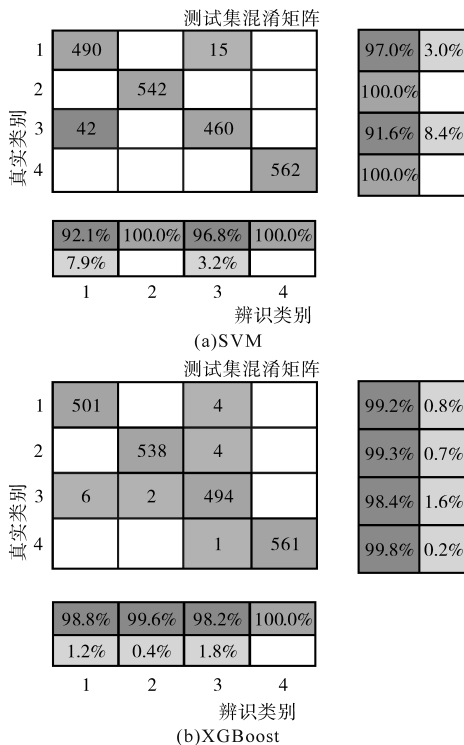 测试集混淆矩阵
1 490 15 97.0% 3.0%
2 542 100.0%
3 42 460 91.6% 8.4%
4 562 100.0%
真实类别
92.1% 100.0% 96.8% 100.0%
7.9% 3.2%
1 2 3 4
辨识类别
(a)SVM
测试集混淆矩阵
1 501 4 99.2% 0.8%
2 538 4 99.3% 0.7%
3 6 2 494 98.4% 1.6%
4 1 561 99.8% 0.2%
真实类别
98.8% 99.6% 98.2% 100.0%
1.2% 0.4% 1.8%
1 2 3 4
辨识类别
(b)XGBoost